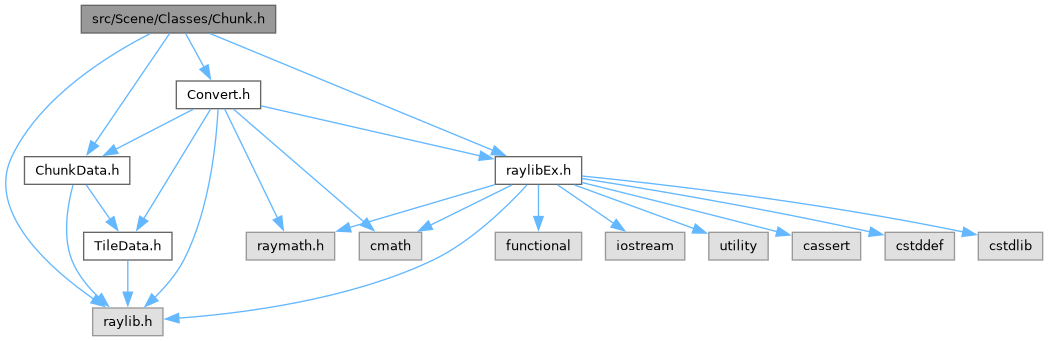 src/Scene/Classes/Chunk.h
Convert.h
ChunkData.h
raylibEx.h
TileData.h
raymath.h
cmath
functional
iostream
utility
cassert
cstddef
cstdlib
raylib.h